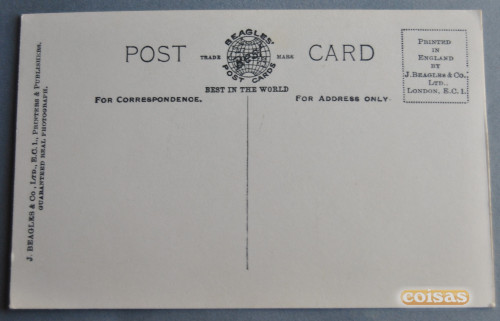 POST CARD
BEAGLES'
TRADE Best MARK
POST CARDS
BEST IN THE WORLD
FOR CORRESPONDENCE.
FOR ADDRESS ONLY.
PRINTED
IN
ENGLAND
BY
J. BEAGLES & CO.,
LTD.,
LONDON, E.C. 1.
J. BEAGLES & CO., LTD., E.C. 1., PRINTERS & PUBLISHERS.
GUARANTEED REAL PHOTOGRAPH.
coisas